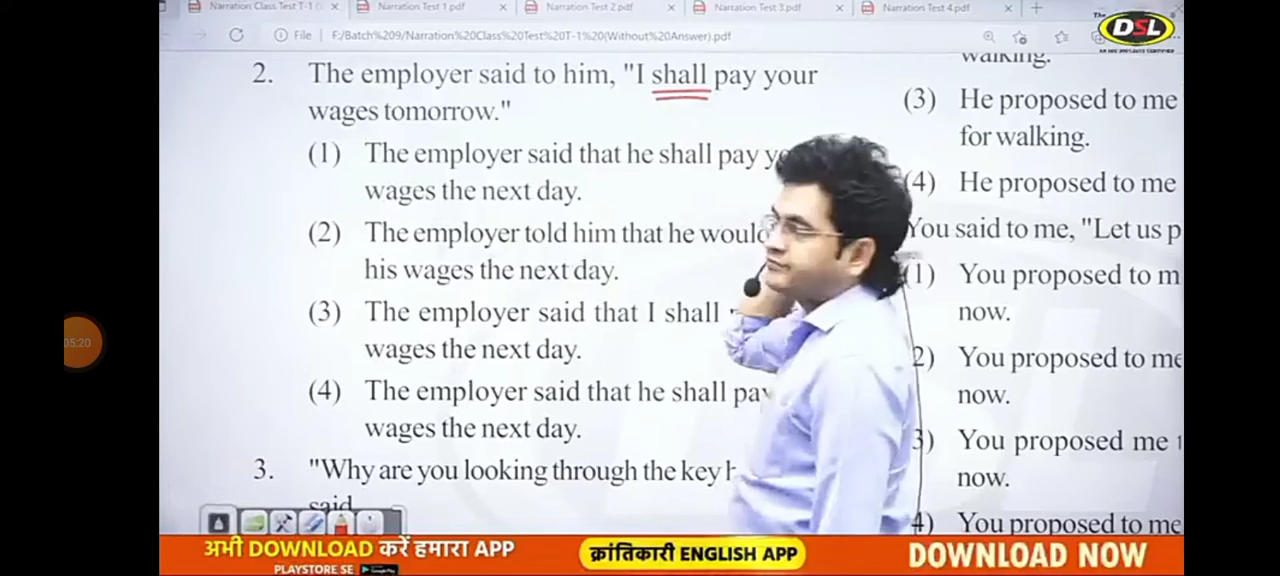 Narration Class Test T-1 (
Narration Test 1.pdf
Narration Test 2.pdf
Narration Test 3.pdf
Narration Test 4.pdf
File
F:/Batch%209/Narration%20Class%20Test%20T-1%20(Without%20Answer).pdf
The
DSL
2. The employer said to him, "I shall pay your
wages tomorrow."
(1) The employer said that he shall pay
wages the next day.
(2) The employer told him that he would
his wages the next day.
(3) The employer said that I shall
wages the next day.
(4) The employer said that he shall pay
wages the next day.
3. "Why are you looking through the key
said
walking.
(3) He proposed to me
for walking.
(4) He proposed to me
You said to me, "Let us p
(1) You proposed to m
now.
2) You proposed to me
now.
3) You proposed me
now.
4) You proposed to me
05:20
अभी DOWNLOAD करें हमारा APP
PLAYSTORE SE
क्रांतिकारी ENGLISH APP
DOWNLOAD NOW